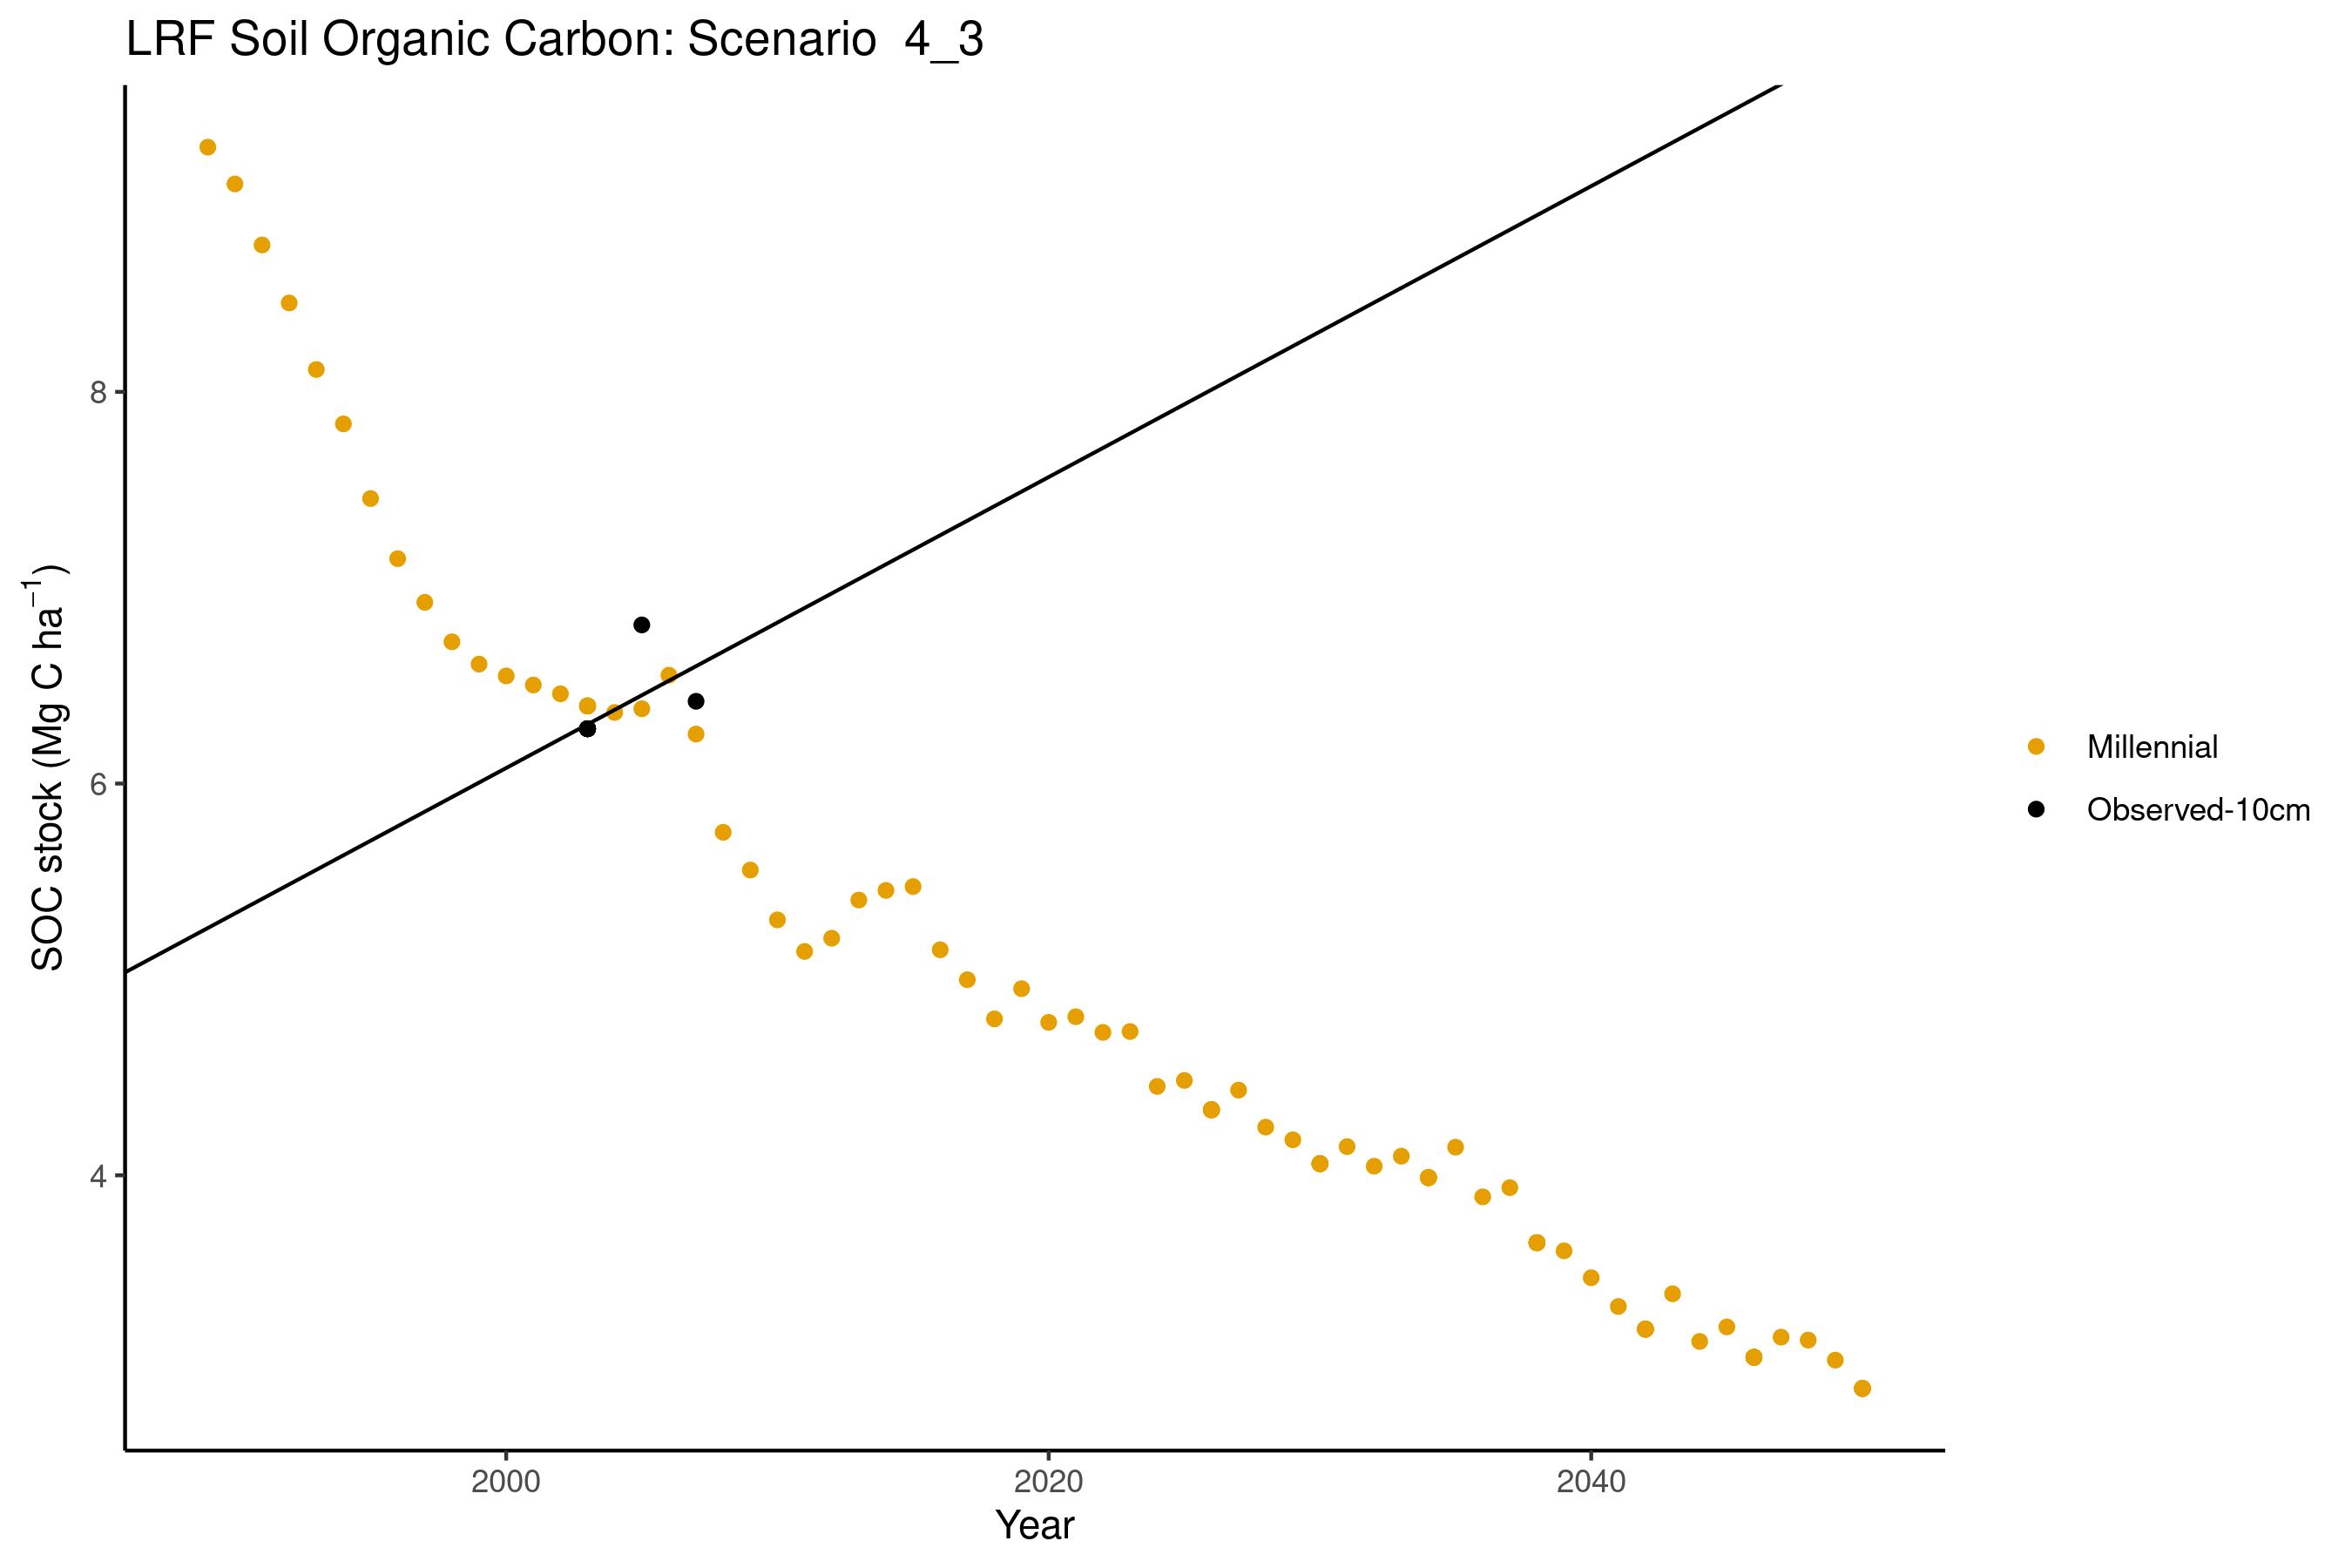 LRF Soil Organic Carbon: Scenario  4_3
SOC stock (Mg C ha⁻¹)
8
6
4
2000
2020
2040
Year
Millennial
Observed-10cm